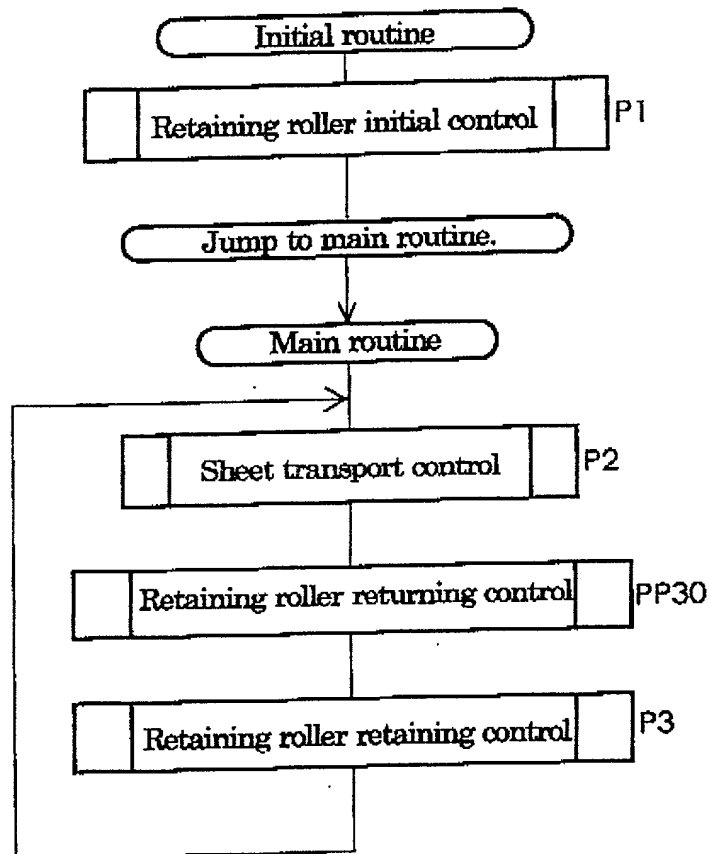 Initial routine
Retaining roller initial control P1
Jump to main routine.
Main routine
Sheet transport control P2
Retaining roller returning control PP30
Retaining roller retaining control P3